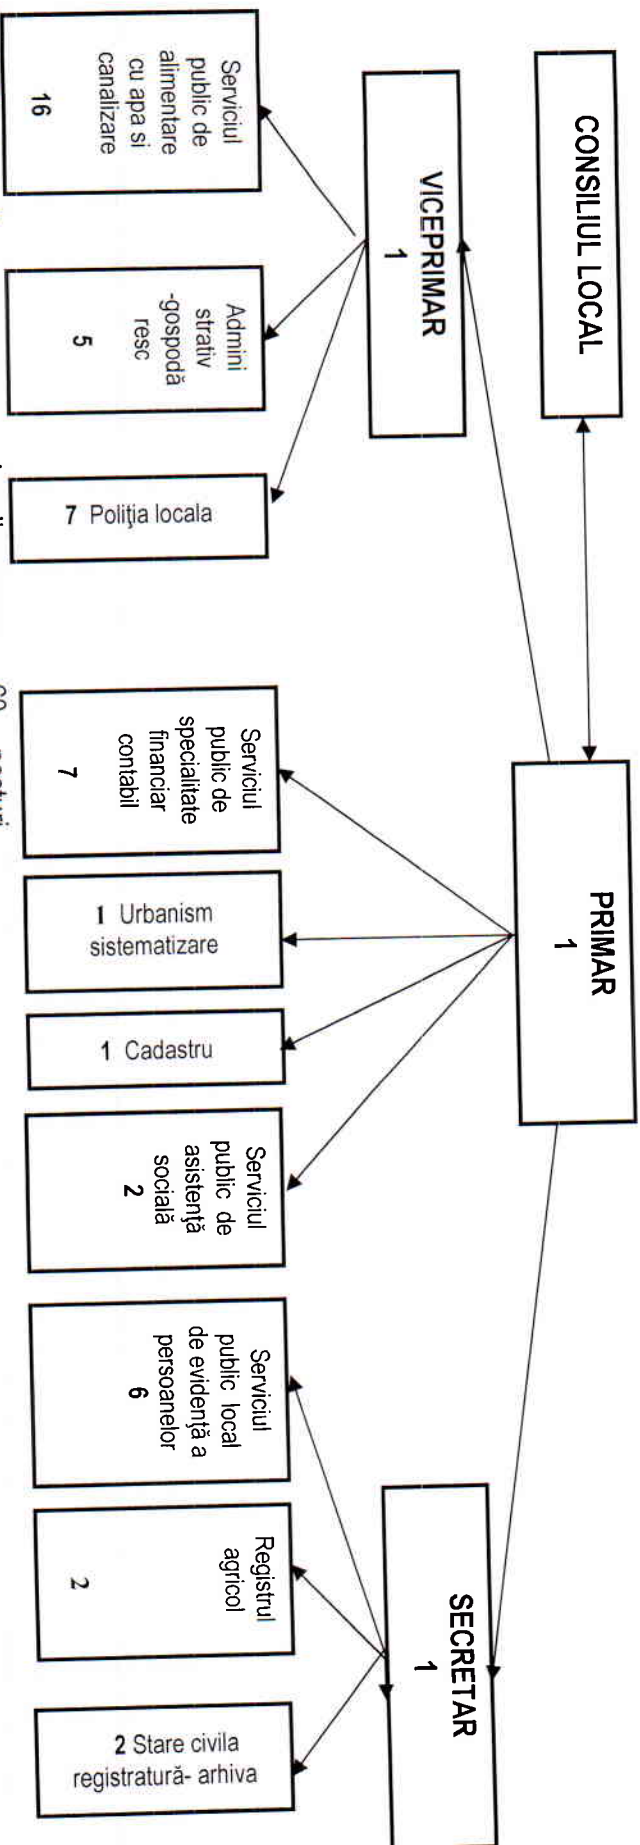 CONSILIUL LOCAL
PRIMAR
1
VICEPRIMAR
1
SECRETAR
1
Serviciul
public de
alimentare
cu apa si
canalizare
16
Admini
strativ
-gospodă
resc
5
7 Poliţia locala
Serviciul
public de
specialitate
financiar
contabil
7
1 Urbanism
sistematizare
1 Cadastru
Serviciul
public de
asistenţă
socială
2
Serviciul
public local
de evidenţă a
persoanelor
6
Registrul
agricol
2
2 Stare civila
registratură- arhiva